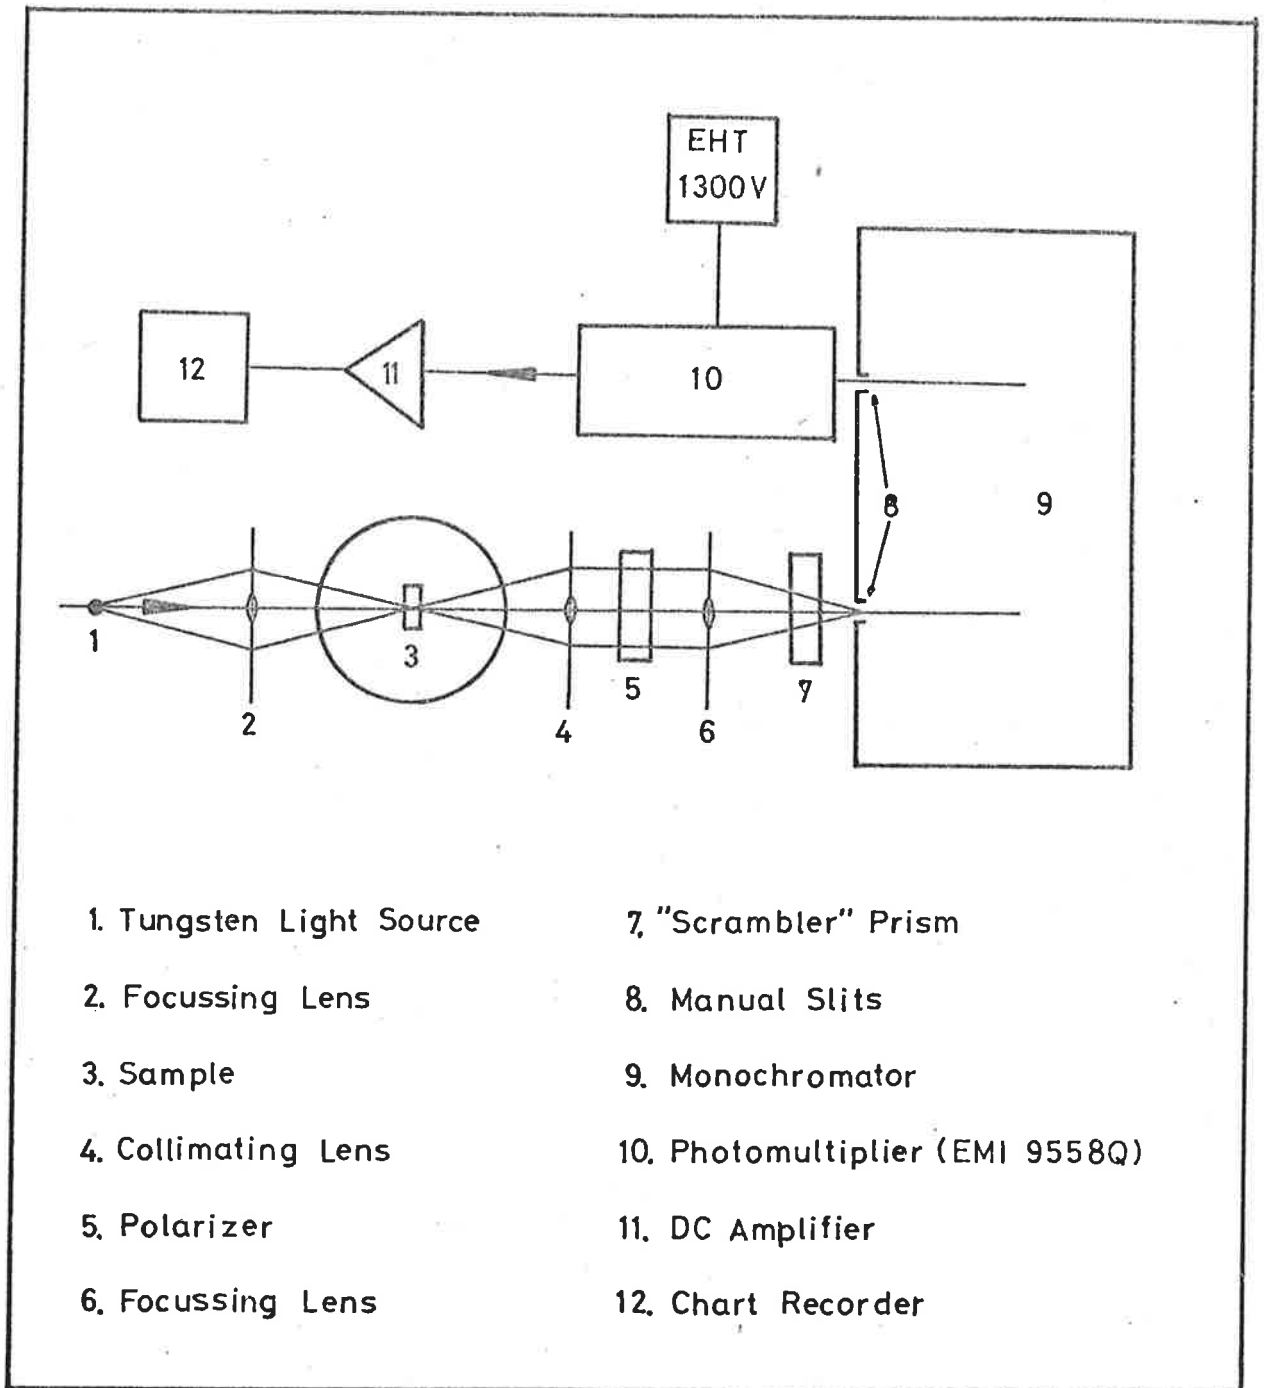 EHT
1300V
12
11
10
8
9
1
2
3
4
5
6
7
1. Tungsten Light Source
2. Focussing Lens
3. Sample
4. Collimating Lens
5. Polarizer
6. Focussing Lens
7. "Scrambler" Prism
8. Manual Slits
9. Monochromator
10. Photomultiplier (EMI 9558Q)
11. DC Amplifier
12. Chart Recorder